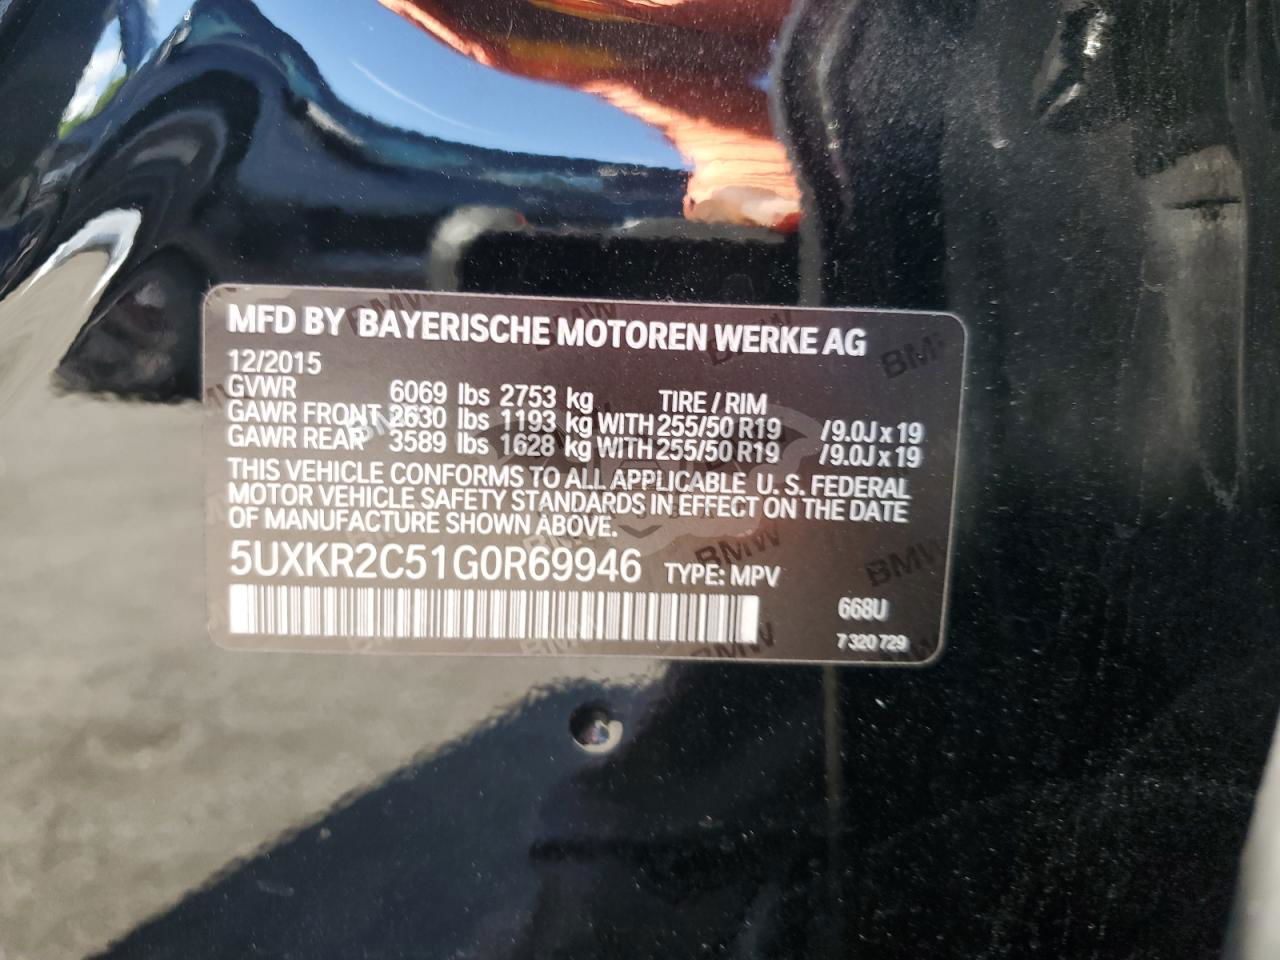 MFD BY BAYERISCHE MOTOREN WERKE AG
12/2015
GVWR 6069 lbs 2753 kg TIRE / RIM
GAWR FRONT 2630 lbs 1193 kg WITH 255/50 R19 /9.0J x 19
GAWR REAR 3589 lbs 1628 kg WITH 255/50 R19 /9.0J x 19
THIS VEHICLE CONFORMS TO ALL APPLICABLE U. S. FEDERAL
MOTOR VEHICLE SAFETY STANDARDS IN EFFECT ON THE DATE
OF MANUFACTURE SHOWN ABOVE.
5UXKR2C51G0R69946 TYPE: MPV
668U
7 320 729